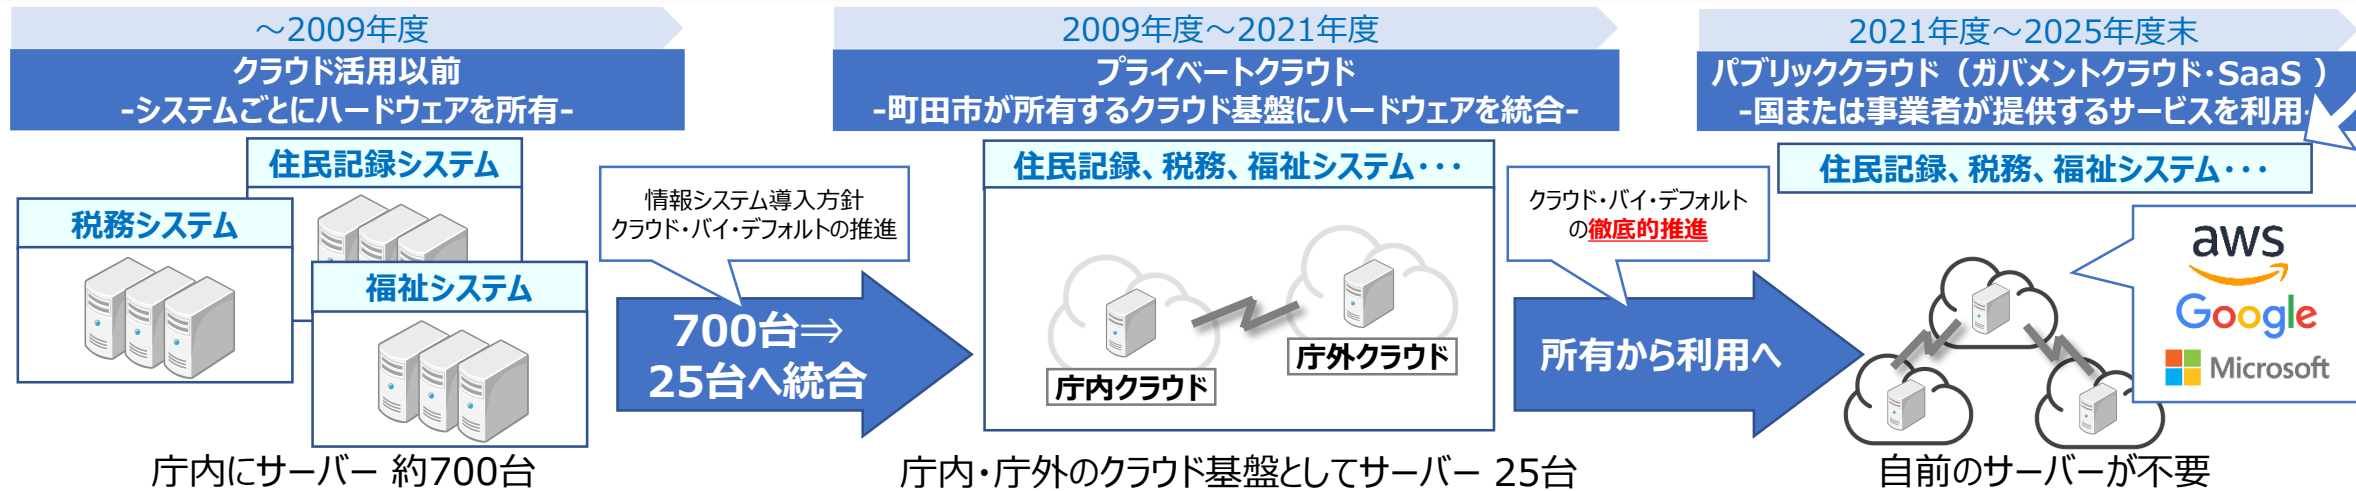 ～2009年度
クラウド活用以前
-システムごとにハードウェアを所有-
住民記録システム
税務システム
福祉システム
庁内にサーバー 約700台
情報システム導入方針
クラウド・バイ・デフォルトの推進
700台⇒
25台へ統合
2009年度～2021年度
プライベートクラウド
-町田市が所有するクラウド基盤にハードウェアを統合-
住民記録、税務、福祉システム・・・
庁外クラウド
庁内クラウド
庁内・庁外のクラウド基盤としてサーバー 25台
クラウド・バイ・デフォルト
の徹底的推進
所有から利用へ
2021年度～2025年度末
パブリッククラウド（ガバメントクラウド・SaaS ）
-国または事業者が提供するサービスを利用-
住民記録、税務、福祉システム・・・
aws
Google
Microsoft
自前のサーバーが不要